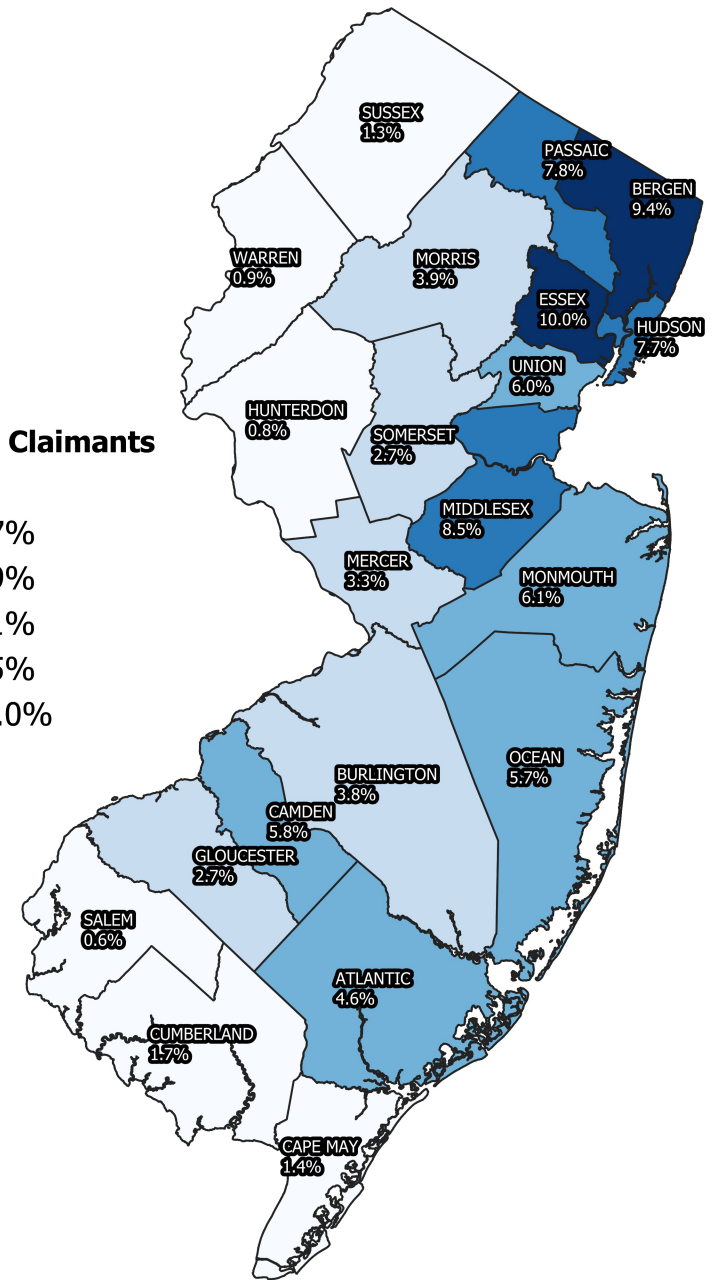 SUSSEX
1.3%
PASSAIC
7.8%
BERGEN
9.4%
WARREN
0.9%
MORRIS
3.9%
ESSEX
10.0%
HUDSON
7.7%
UNION
6.0%
HUNTERDON
0.8%
SOMERSET
2.7%
Claimants
MIDDLESEX
8.5%
7%
MERCER
3.3%
MONMOUTH
6.1%
5%
.0%
OCEAN
5.7%
BURLINGTON
3.8%
CAMDEN
5.8%
GLOUCESTER
2.7%
SALEM
0.6%
ATLANTIC
4.6%
CUMBERLAND
1.7%
CAPE MAY
1.4%